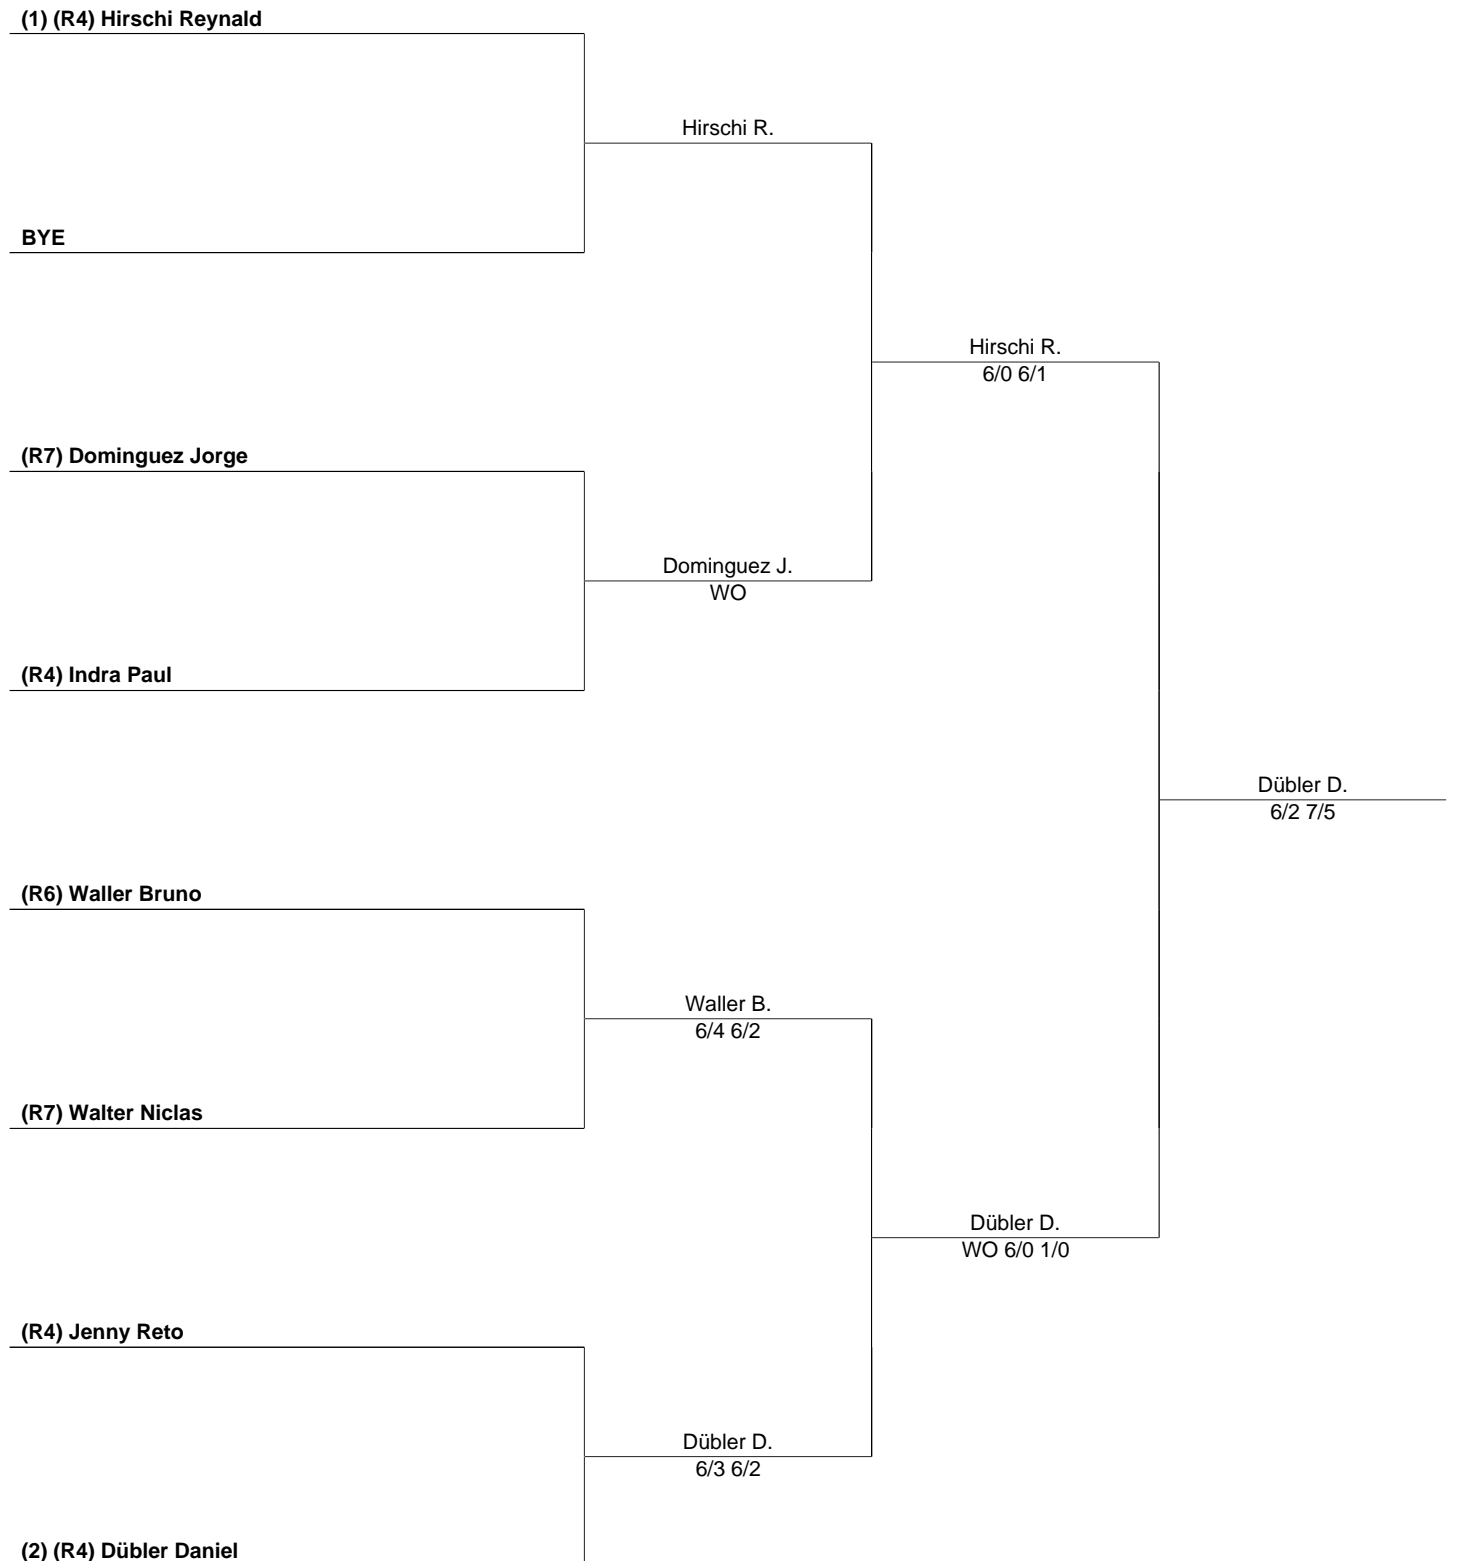 (1) (R4) Hirschi Reynald
Hirschi R.
BYE
Hirschi R.
6/0 6/1
(R7) Dominguez Jorge
Dominguez J.
WO
(R4) Indra Paul
Dübler D.
6/2 7/5
(R6) Waller Bruno
Waller B.
6/4 6/2
(R7) Walter Niclas
Dübler D.
WO 6/0 1/0
(R4) Jenny Reto
Dübler D.
6/3 6/2
(2) (R4) Dübler Daniel